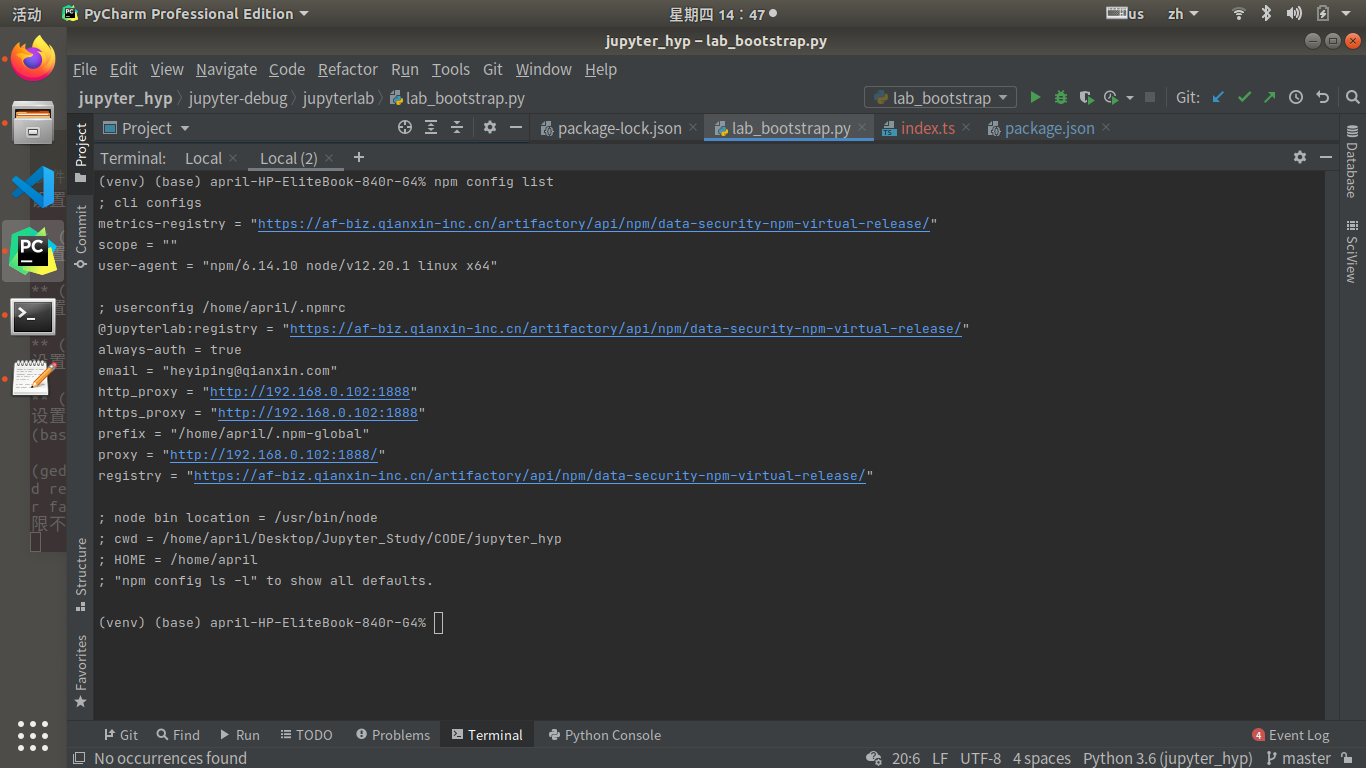 活动 PyCharm Professional Edition 星期四 14：47 us zh
jupyter_hyp – lab_bootstrap.py
File Edit View Navigate Code Refactor Run Tools Git Window Help
jupyter_hyp jupyter-debug jupyterlab lab_bootstrap.py lab_bootstrap Git:
Project package-lock.json lab_bootstrap.py index.ts package.json
Terminal: Local Local (2) +
(venv) (base) april-HP-EliteBook-840r-G4% npm config list
; cli configs
metrics-registry = "https://af-biz.qianxin-inc.cn/artifactory/api/npm/data-security-npm-virtual-release/"
scope = ""
user-agent = "npm/6.14.10 node/v12.20.1 linux x64"
; userconfig /home/april/.npmrc
@jupyterlab:registry = "https://af-biz.qianxin-inc.cn/artifactory/api/npm/data-security-npm-virtual-release/"
always-auth = true
email = "heyiping@qianxin.com"
http_proxy = "http://192.168.0.102:1888"
https_proxy = "http://192.168.0.102:1888"
prefix = "/home/april/.npm-global"
proxy = "http://192.168.0.102:1888/"
registry = "https://af-biz.qianxin-inc.cn/artifactory/api/npm/data-security-npm-virtual-release/"
; node bin location = /usr/bin/node
; cwd = /home/april/Desktop/Jupyter_Study/CODE/jupyter_hyp
; HOME = /home/april
; "npm config ls -l" to show all defaults.
(venv) (base) april-HP-EliteBook-840r-G4%
Project
Commit
Structure
Favorites
Database
SciView
设置
(bas
(ged
d re
r fa
限不
Git Find Run TODO Problems Terminal Python Console 4 Event Log
No occurrences found 20:6 LF UTF-8 4 spaces Python 3.6 (jupyter_hyp) master